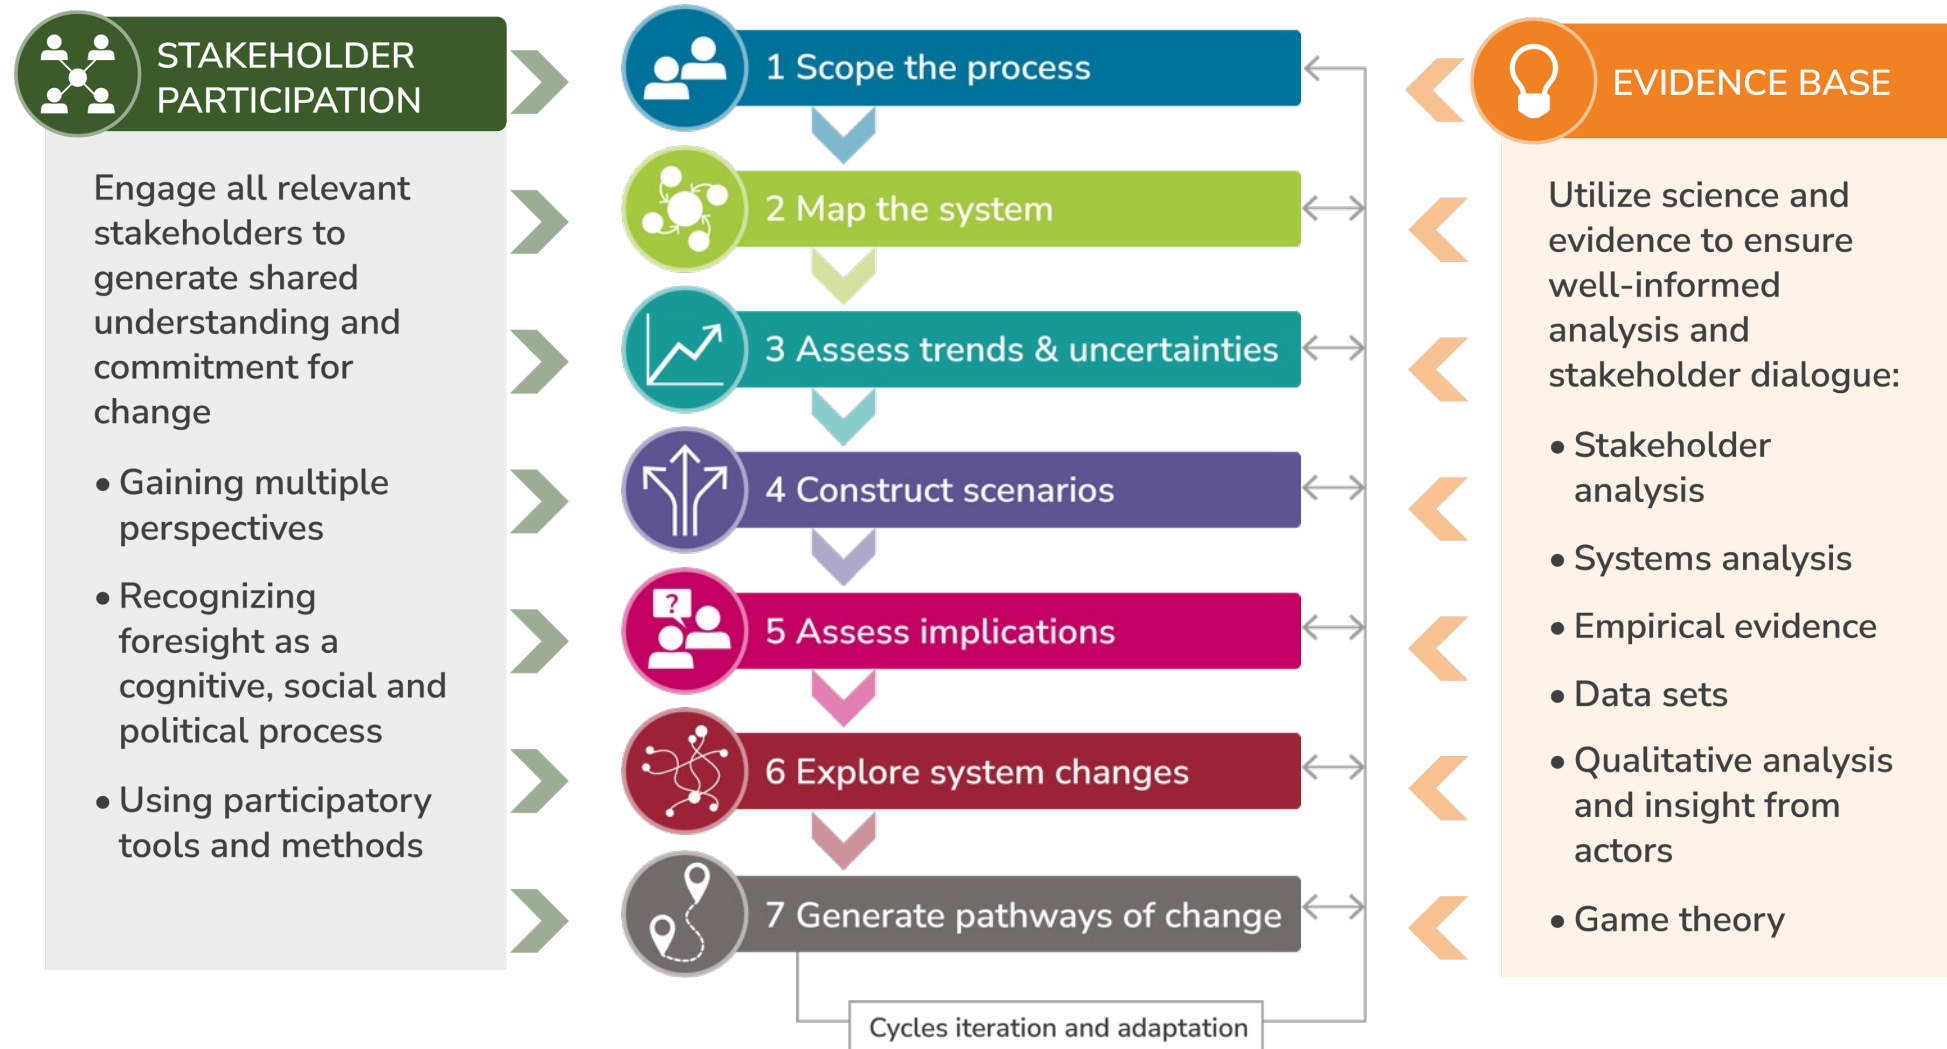 STAKEHOLDER
PARTICIPATION
Engage all relevant
stakeholders to
generate shared
understanding and
commitment for
change
• Gaining multiple
perspectives
• Recognizing
foresight as a
cognitive, social and
political process
• Using participatory
tools and methods
1 Scope the process
2 Map the system
3 Assess trends & uncertainties
4 Construct scenarios
?
5 Assess implications
6 Explore system changes
7 Generate pathways of change
Cycles iteration and adaptation
EVIDENCE BASE
Utilize science and
evidence to ensure
well-informed
analysis and
stakeholder dialogue:
• Stakeholder
analysis
• Systems analysis
• Empirical evidence
• Data sets
• Qualitative analysis
and insight from
actors
• Game theory